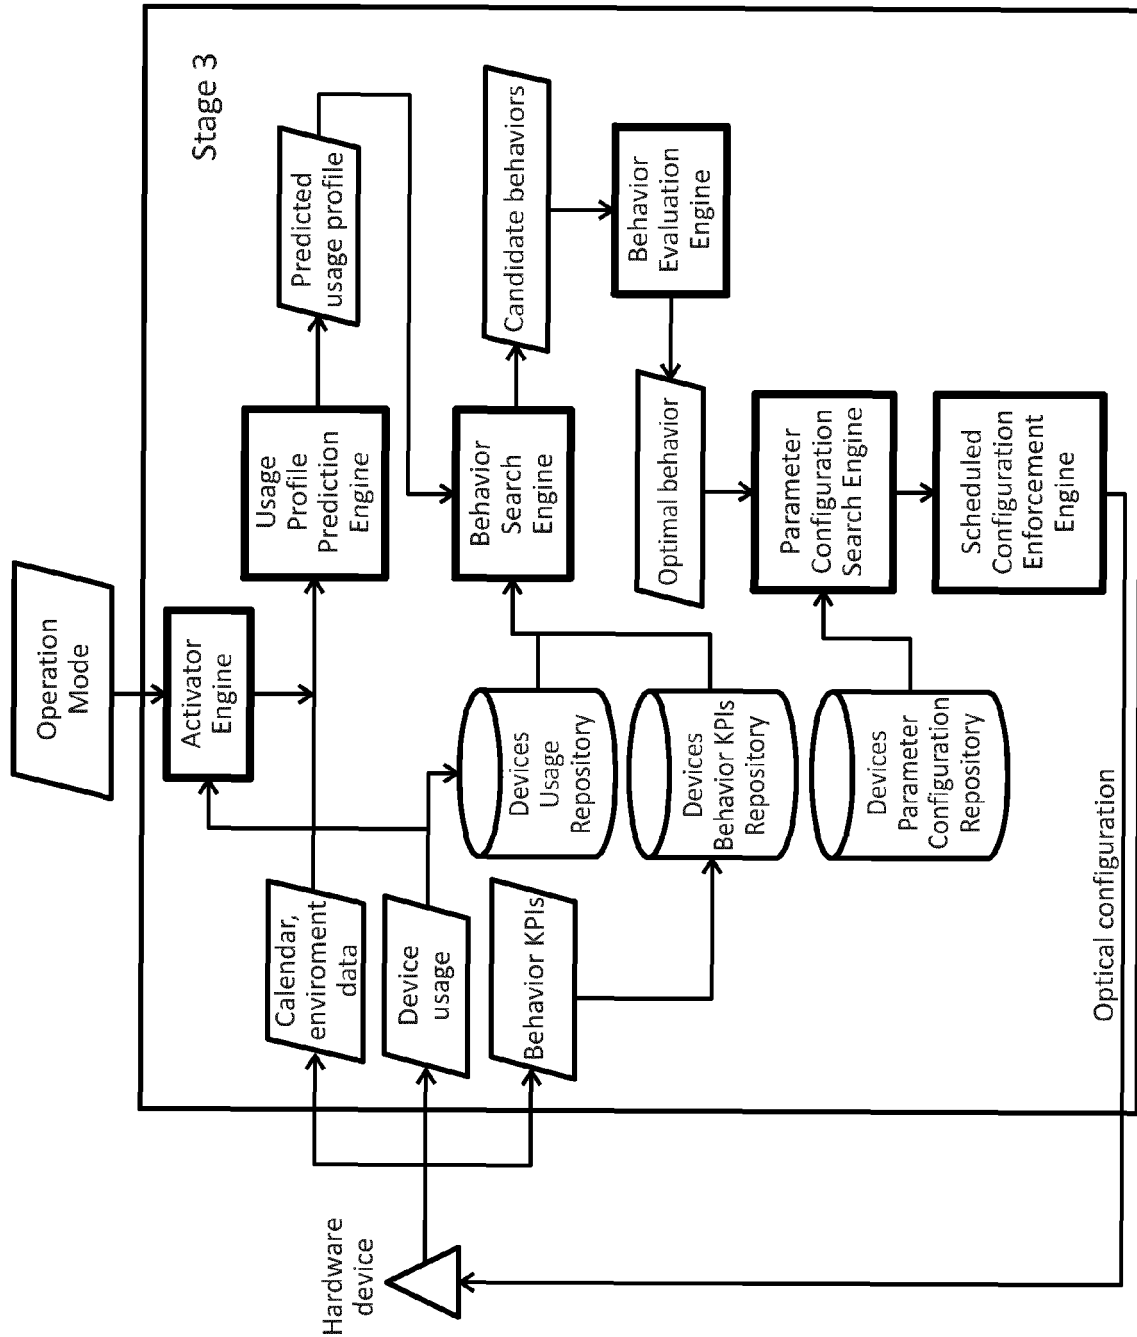 Stage 3
Operation
Mode
Activator
Engine
Calendar,
enviroment
data
Usage
Profile
Prediction
Engine
Predicted
usage profile
Hardware
device
Device
usage
Behavior KPIs
Devices
Usage
Repository
Behavior
Search
Engine
Candidate behaviors
Devices
Behavior KPIs
Repository
Optimal behavior
Behavior
Evaluation
Engine
Devices
Parameter
Configuration
Repository
Parameter
Configuration
Search Engine
Scheduled
Configuration
Enforcement
Engine
Optical configuration